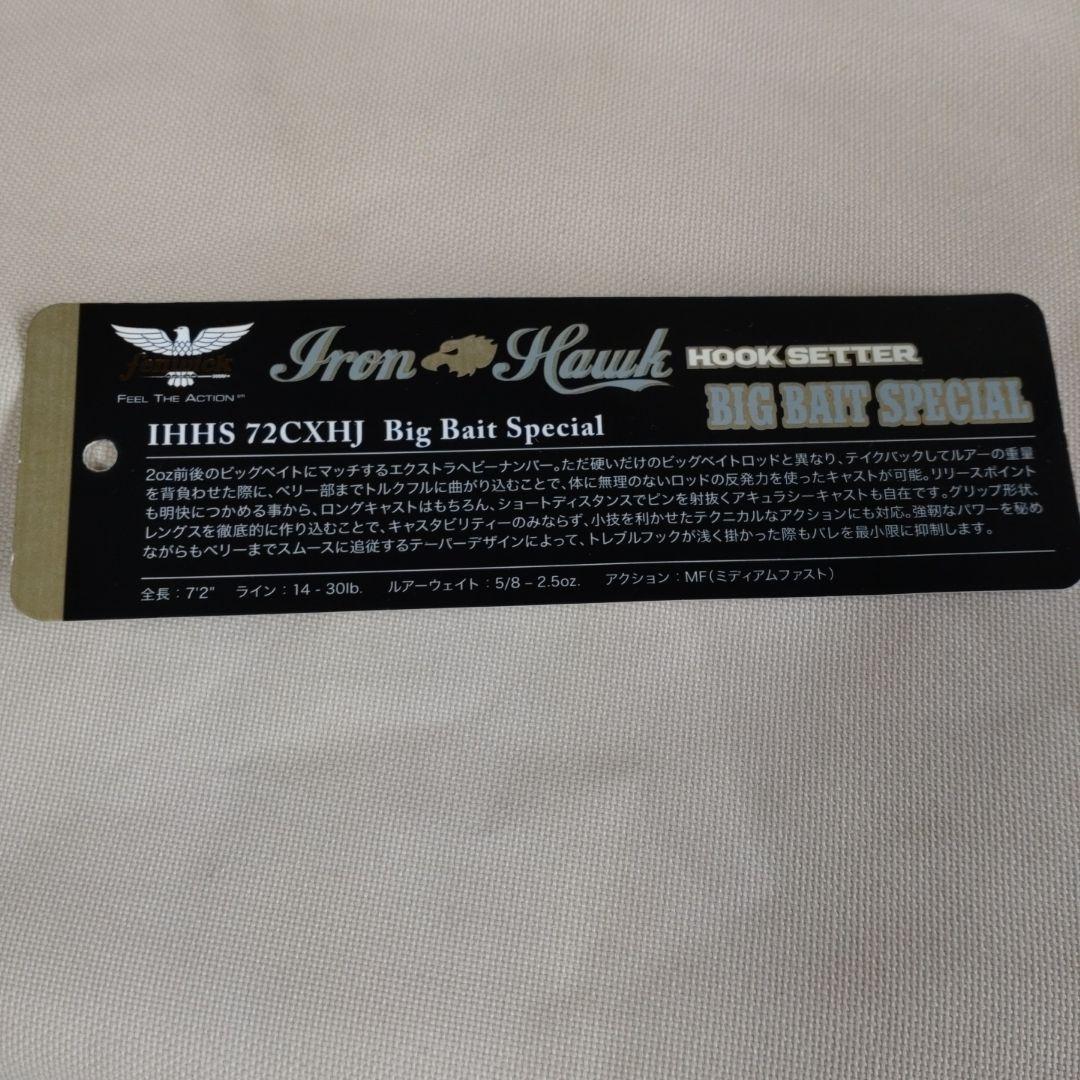 fenwick
FEEL THE ACTION℠
Iron Hawk HOOK SETTER
BIG BAIT SPECIAL
IHHS 72CXHJ Big Bait Special
2oz前後のビッグベイトにマッチするエクストラヘビーナンバー。ただ硬いだけのビッグベイトロッドと異なり、テイクバックしてルアーの重量
を背負わせた際に、ベリー部までトルクフルに曲がり込むことで、体に無理のないロッドの反発力を使ったキャストが可能。リリースポイント
も明快につかめる事から、ロングキャストはもちろん、ショートディスタンスでピンを射抜くアキュラシーキャストも自在です。グリップ形状、
レングスを徹底的に作り込むことで、キャスタビリティーのみならず、小技を利かせたテクニカルなアクションにも対応。強靭なパワーを秘め
ながらもベリーまでスムースに追従するテーパーデザインによって、トレブルフックが浅く掛かった際もバレを最小限に抑制します。
全長：7'2" ライン：14 - 30lb. ルアーウェイト：5/8 – 2.5oz. アクション：MF（ミディアムファスト）